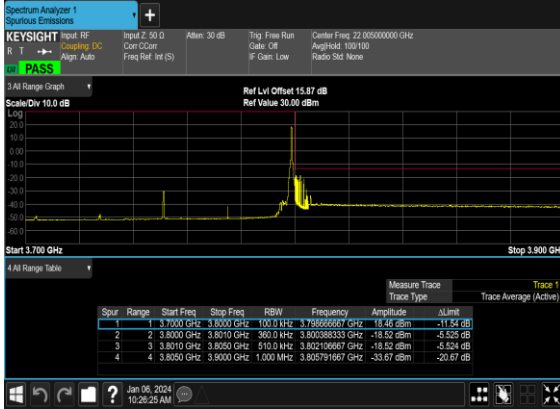 Spectrum Analyzer 1
Spurious Emissions
+
KEYSIGHT
Input: RF
Input Z: 50 Ω
Atten: 30 dB
Trig: Free Run
Center Freq: 22.005000000 GHz
R T
Coupling: DC
Corr CCorr
Gate: Off
Avg|Hold: 100/100
Align: Auto
Freq Ref: Int (S)
IF Gain: Low
Radio Std: None
PASS
3 All Range Graph
Ref Lvl Offset 15.87 dB
Scale/Div 10.0 dB
Ref Value 30.00 dBm
Log
20.0
10.0
0.00
-10.0
-20.0
-30.0
-40.0
-50.0
-60.0
Start 3.700 GHz
Stop 3.900 GH
4 All Range Table
Measure Trace Trace 1
Trace Type Trace Average (Active)
Spur Range Start Freq Stop Freq RBW Frequency Amplitude ΔLimit
1 1 3.7000 GHz 3.8000 GHz 100.0 kHz 3.798666667 GHz 18.46 dBm -11.54 dB
2 2 3.8000 GHz 3.8010 GHz 360.0 kHz 3.800388333 GHz -18.52 dBm -5.525 dB
3 3 3.8010 GHz 3.8050 GHz 510.0 kHz 3.802106667 GHz -18.52 dBm -5.524 dB
4 4 3.8050 GHz 3.9000 GHz 1.000 MHz 3.805791667 GHz -33.67 dBm -20.67 dB
?
Jan 06, 2024
10:26:25 AM